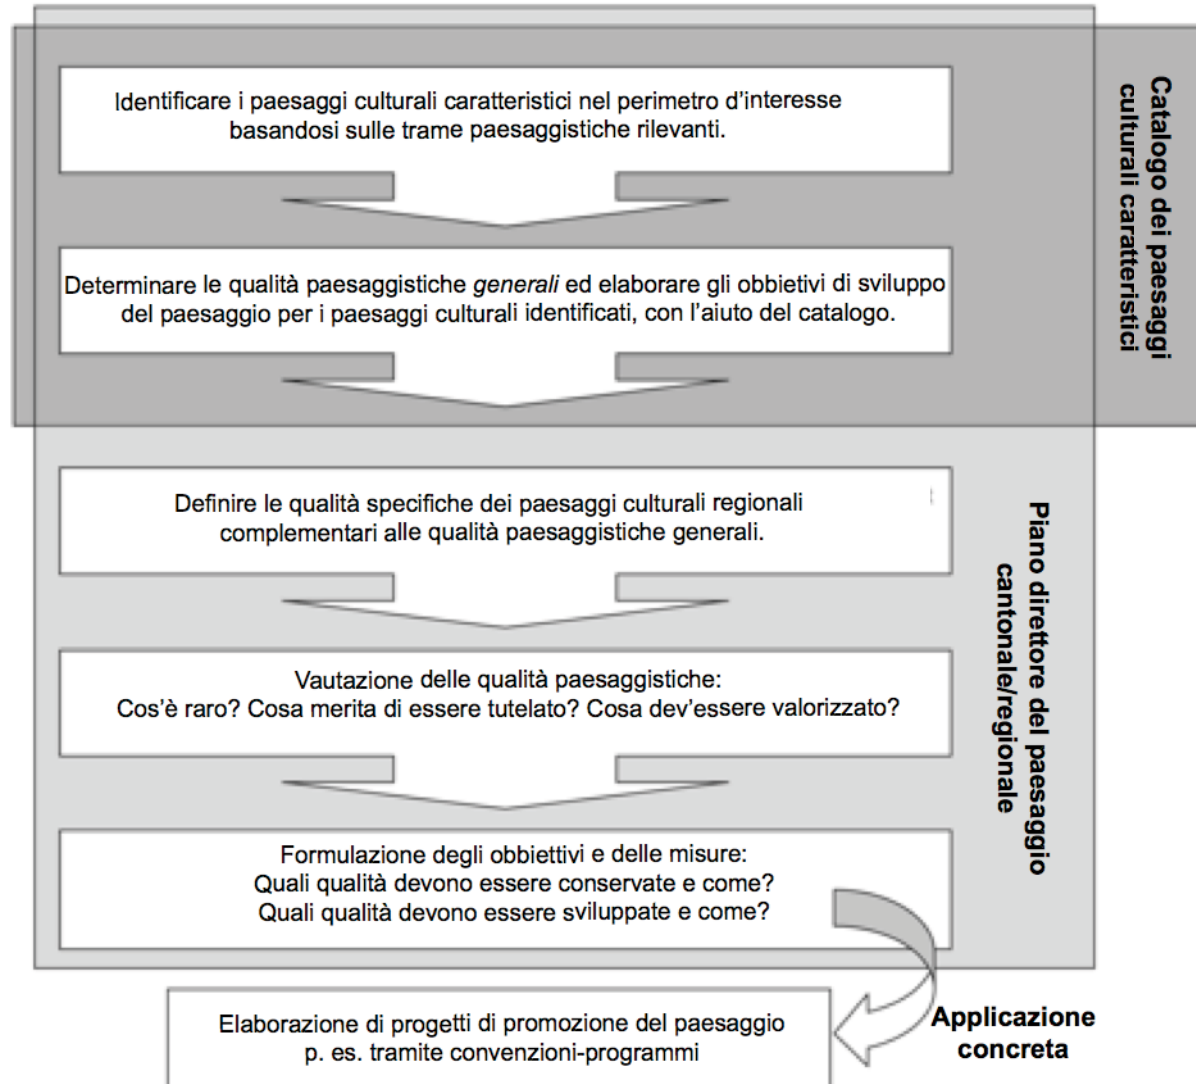 Identificare i paesaggi culturali caratteristici nel perimetro d'interesse
basandosi sulle trame paesaggistiche rilevanti.
Determinare le qualità paesaggistiche generali ed elaborare gli obbietivi di sviluppo
del paesaggio per i paesaggi culturali identificati, con l'aiuto del catalogo.
Catalogo dei paesaggi
culturali caratteristici
Definire le qualità specifiche dei paesaggi culturali regionali
complementari alle qualità paesaggistiche generali.
Vautazione delle qualità paesaggistiche:
Cos'è raro? Cosa merita di essere tutelato? Cosa dev'essere valorizzato?
Formulazione degli obbiettivi e delle misure:
Quali qualità devono essere conservate e come?
Quali qualità devono essere sviluppate e come?
Piano direttore del paesaggio
cantonale/regionale
Elaborazione di progetti di promozione del paesaggio
p. es. tramite convenzioni-programmi
Applicazione
concreta